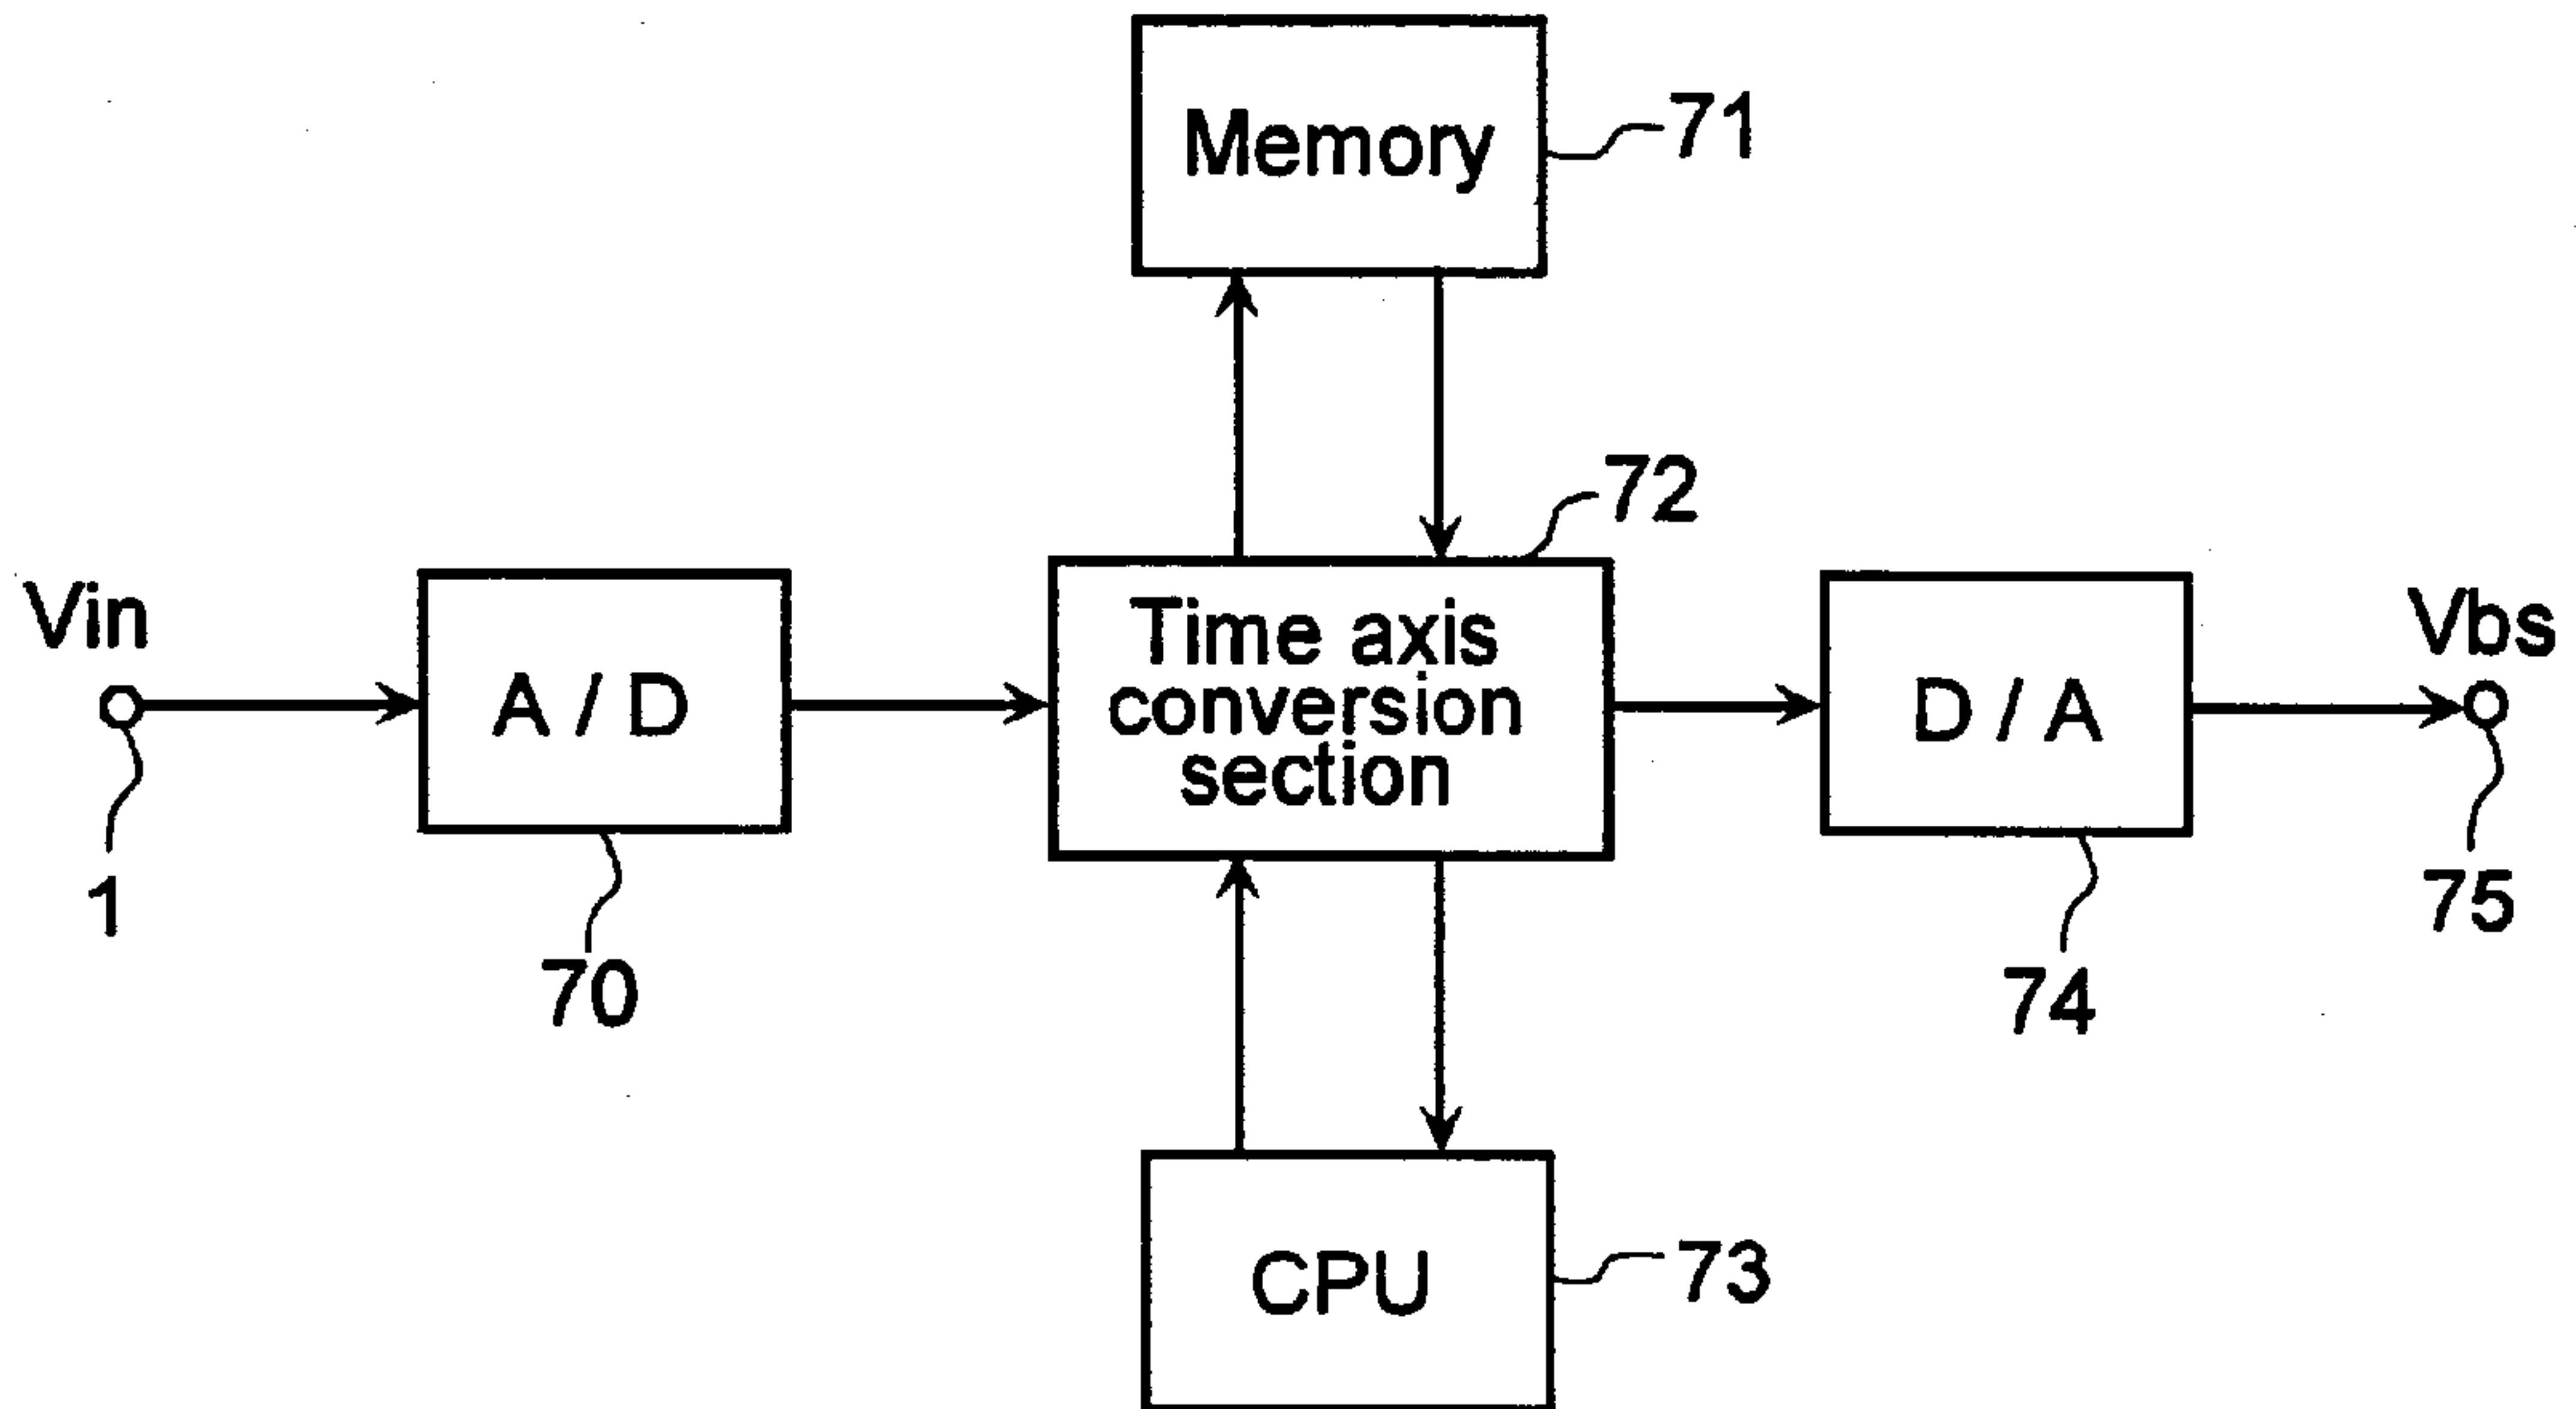 Memory
71
72
Vin
A / D
Time axis
conversion
section
D / A
Vbs
1
70
74
75
CPU
73